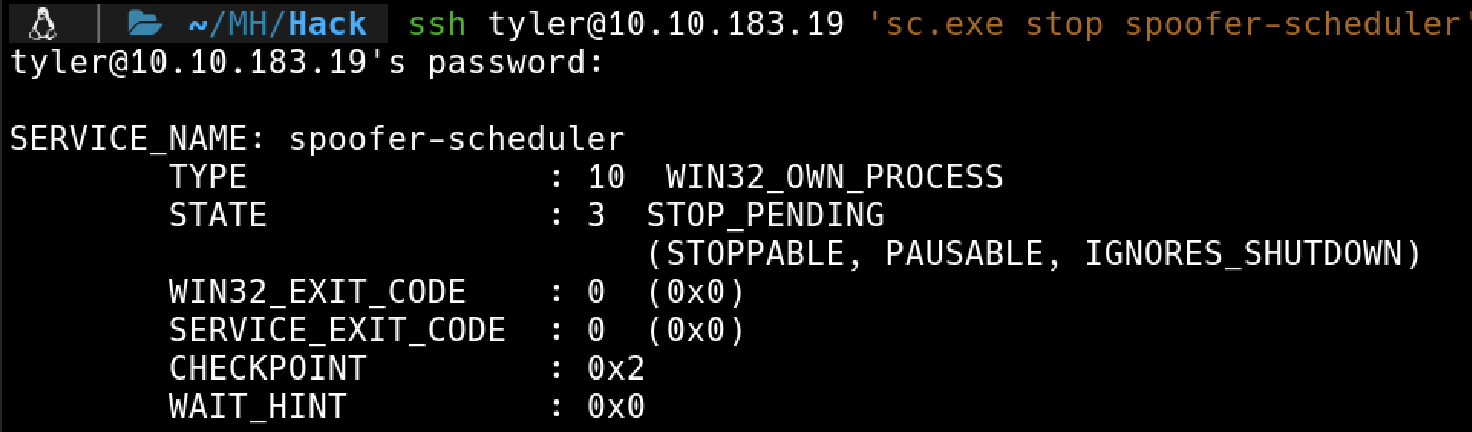 ~/MH/Hack ssh tyler@10.10.183.19 'sc.exe stop spoofer-scheduler'
tyler@10.10.183.19's password:
SERVICE_NAME: spoofer-scheduler
TYPE : 10 WIN32_OWN_PROCESS
STATE : 3 STOP_PENDING
(STOPPABLE, PAUSABLE, IGNORES_SHUTDOWN)
WIN32_EXIT_CODE : 0 (0x0)
SERVICE_EXIT_CODE : 0 (0x0)
CHECKPOINT : 0x2
WAIT_HINT : 0x0